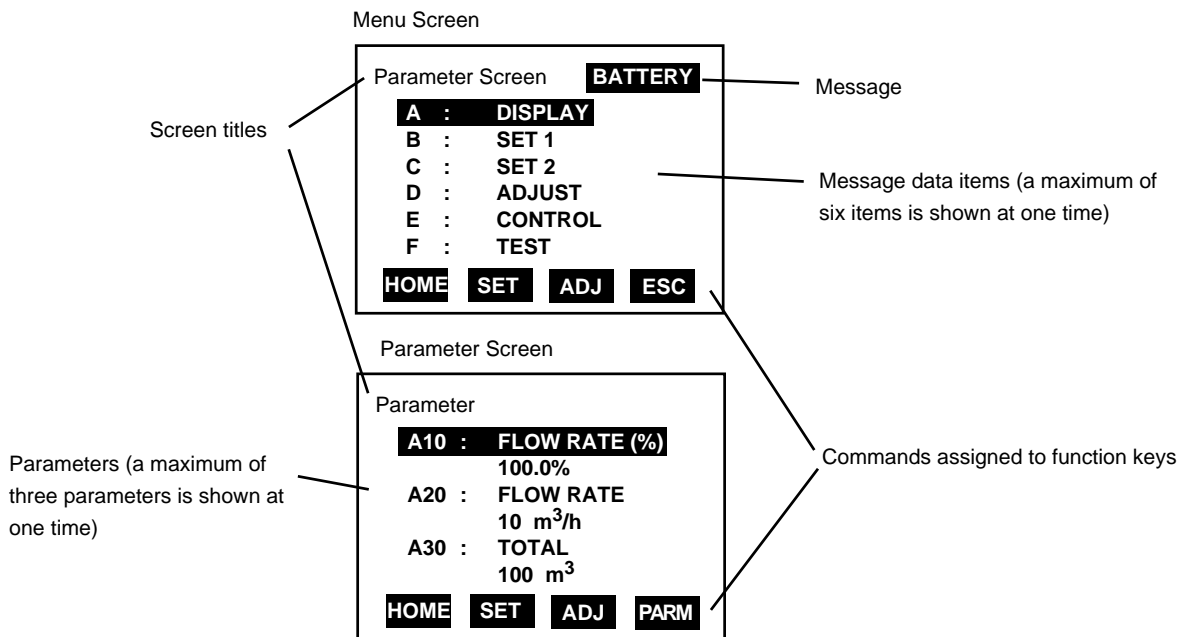 Menu Screen
Parameter Screen BATTERY
Message
A : DISPLAY
Screen titles
B : SET 1
C : SET 2
D : ADJUST
E : CONTROL
F : TEST
Message data items (a maximum of
six items is shown at one time)
HOME SET ADJ ESC
Parameter Screen
Parameter
A10 : FLOW RATE (%)
100.0%
A20 : FLOW RATE
10 m³/h
A30 : TOTAL
100 m³
Parameters (a maximum of
three parameters is shown at
one time)
Commands assigned to function keys
HOME SET ADJ PARM